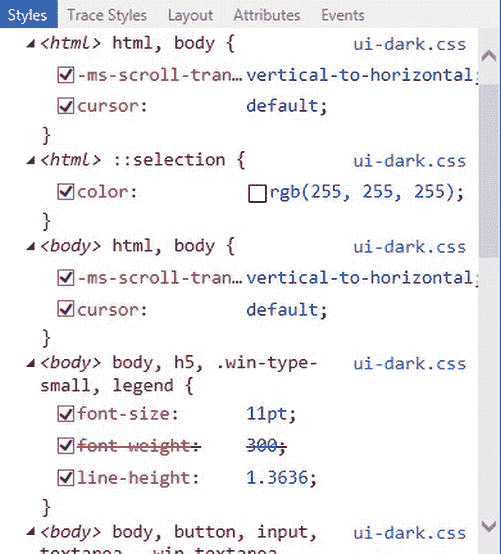 Styles Trace Styles Layout Attributes Events
<html> html, body { ui-dark.css
-ms-scroll-tran... vertical-to-horizontal;
cursor: default;
}
<html> ::selection { ui-dark.css
color: rgb(255, 255, 255);
}
<body> html, body { ui-dark.css
-ms-scroll-tran... vertical-to-horizontal;
cursor: default;
}
<body> body, h5, .win-type- ui-dark.css
small, legend {
font-size: 11pt;
font-weight: 300;
line-height: 1.3636;
}
<body> body, button, input, ui-dark.css
textarea, .win-textarea